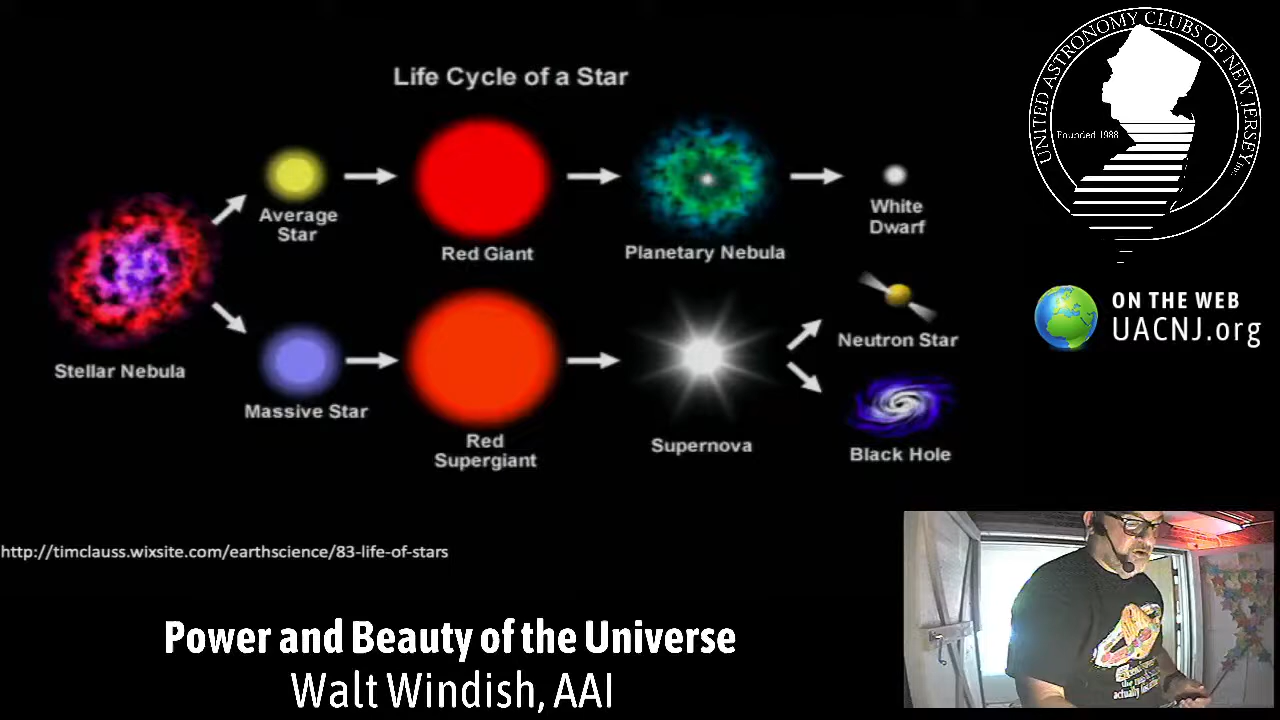 Life Cycle of a Star
Average
Star
Red Giant
Planetary Nebula
White
Dwarf
Stellar Nebula
Massive Star
Red
Supergiant
Supernova
Neutron Star
Black Hole
http://timclauss.wixsite.com/earthscience/83-life-of-stars
Power and Beauty of the Universe
Walt Windish, AAI
UNITED ASTRONOMY CLUBS OF NEW JERSEY, Inc.
Founded 1988
ON THE WEB
UACNJ.org
actually